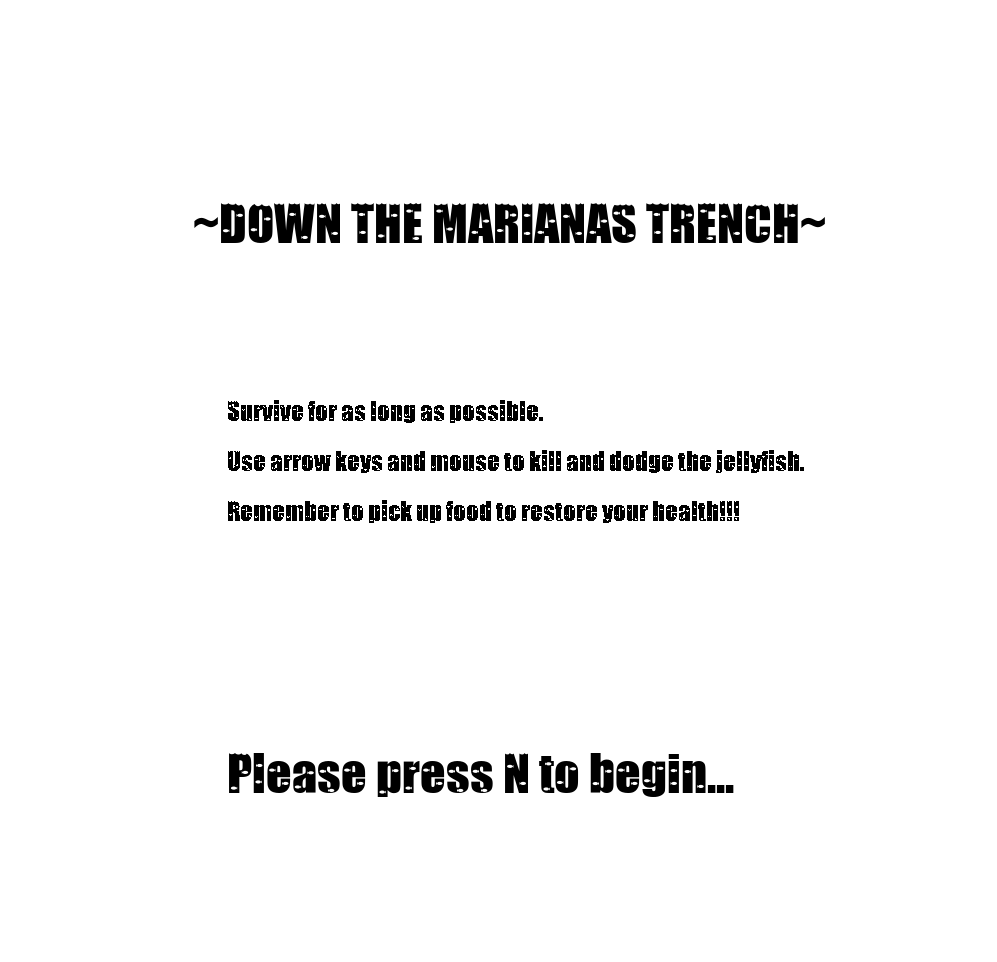 ~DOWN THE MARIANAS TRENCH~
Survive for as long as possible.
Use arrow keys and mouse to kill and dodge the jellyfish.
Remember to pick up food to restore your health!!!
Please press N to begin...